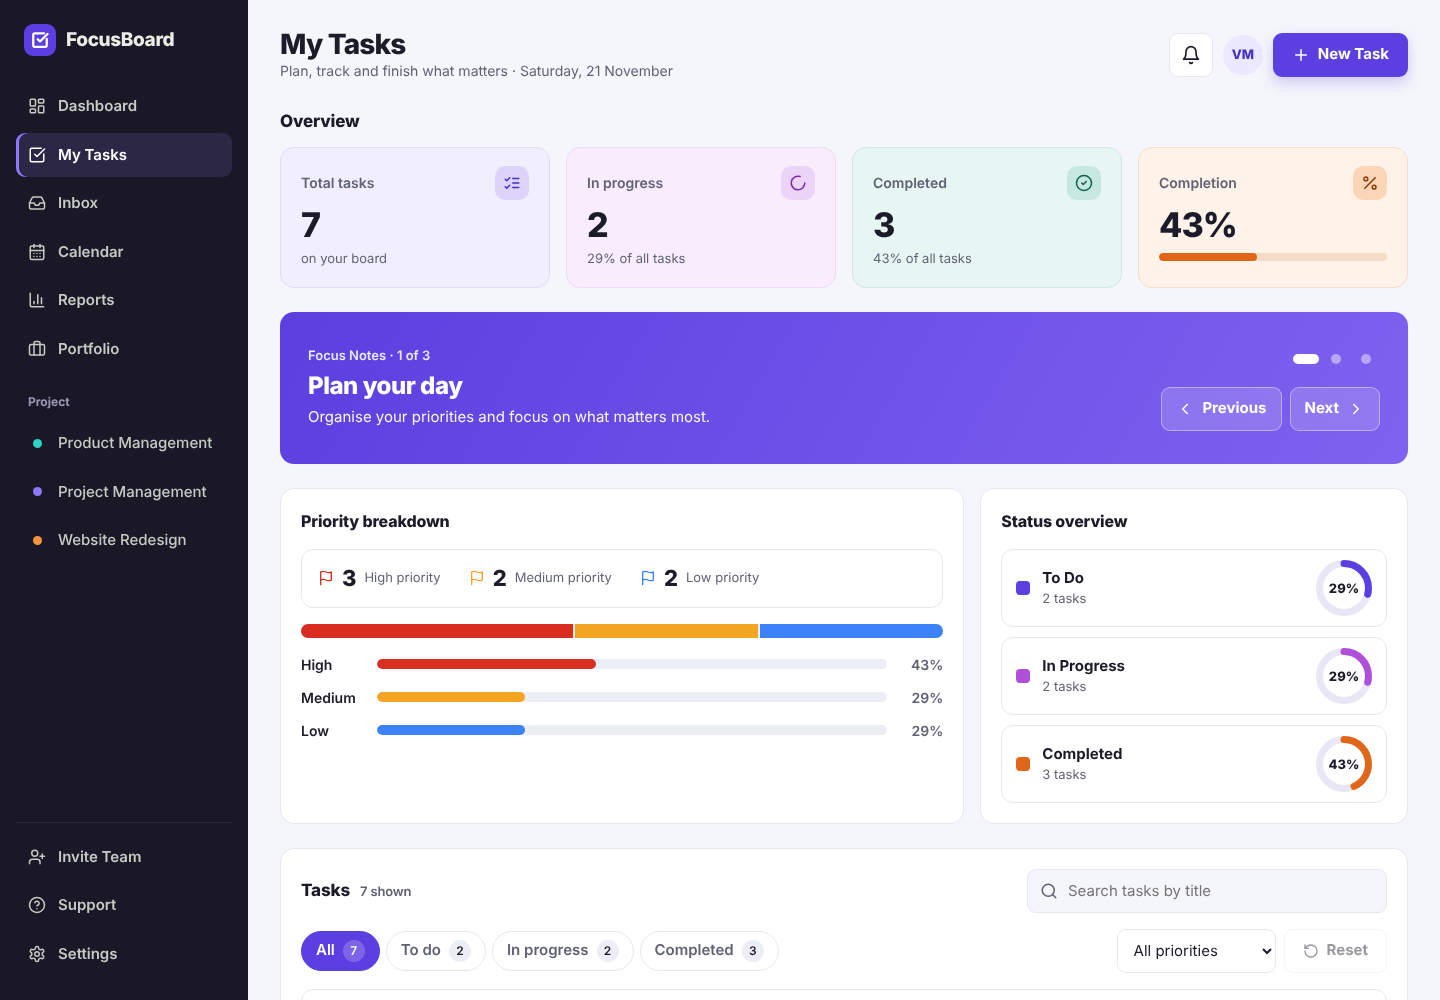 FocusBoard
Dashboard
My Tasks
Inbox
Calendar
Reports
Portfolio
Project
Product Management
Project Management
Website Redesign
Invite Team
Support
Settings
My Tasks
Plan, track and finish what matters · Saturday, 21 November
VM
New Task
Overview
Total tasks
7
on your board
In progress
2
29% of all tasks
Completed
3
43% of all tasks
Completion
43%
Focus Notes · 1 of 3
Plan your day
Organise your priorities and focus on what matters most.
Previous
Next
Priority breakdown
3 High priority
2 Medium priority
2 Low priority
High 43%
Medium 29%
Low 29%
Status overview
To Do
2 tasks
29%
In Progress
2 tasks
29%
Completed
3 tasks
43%
Tasks 7 shown
Search tasks by title
All 7
To do 2
In progress 2
Completed 3
All priorities
Reset